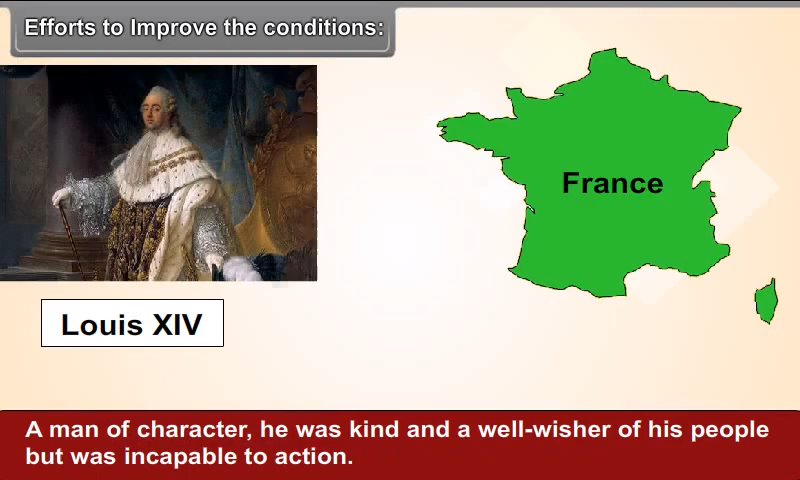 Efforts to Improve the conditions:
France
Louis XIV
A man of character, he was kind and a well-wisher of his people
but was incapable to action.